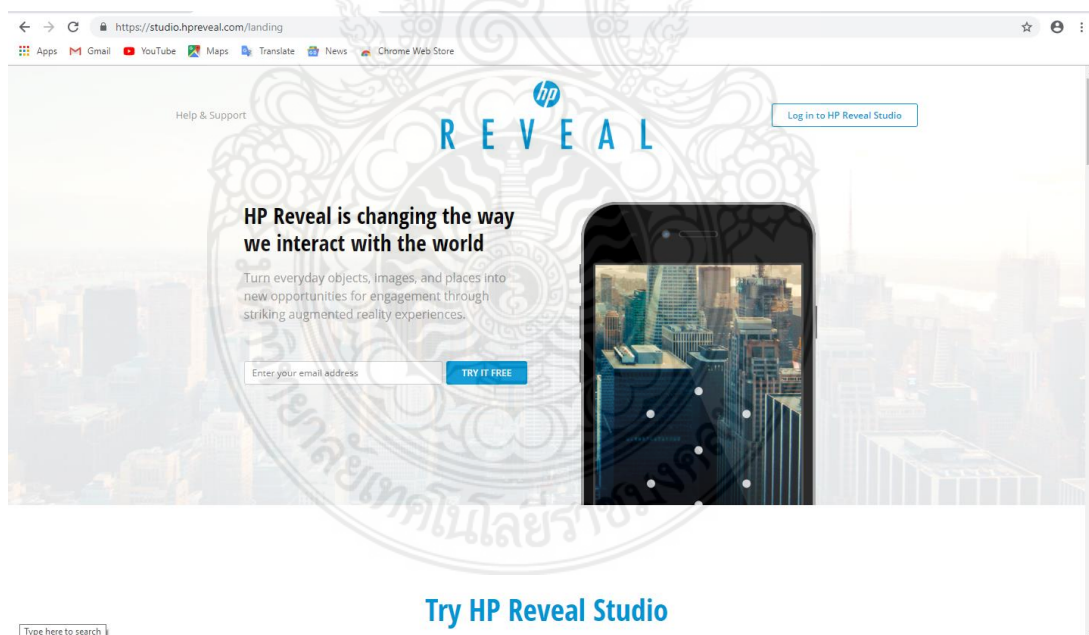 https://studio.hpreveal.com/landing
Apps Gmail YouTube Maps Translate News Chrome Web Store
Help & Support
hp
REVEAL
Log in to HP Reveal Studio
HP Reveal is changing the way
we interact with the world
Turn everyday objects, images, and places into
new opportunities for engagement through
striking augmented reality experiences.
Enter your email address
TRY IT FREE
Try HP Reveal Studio
Type here to search